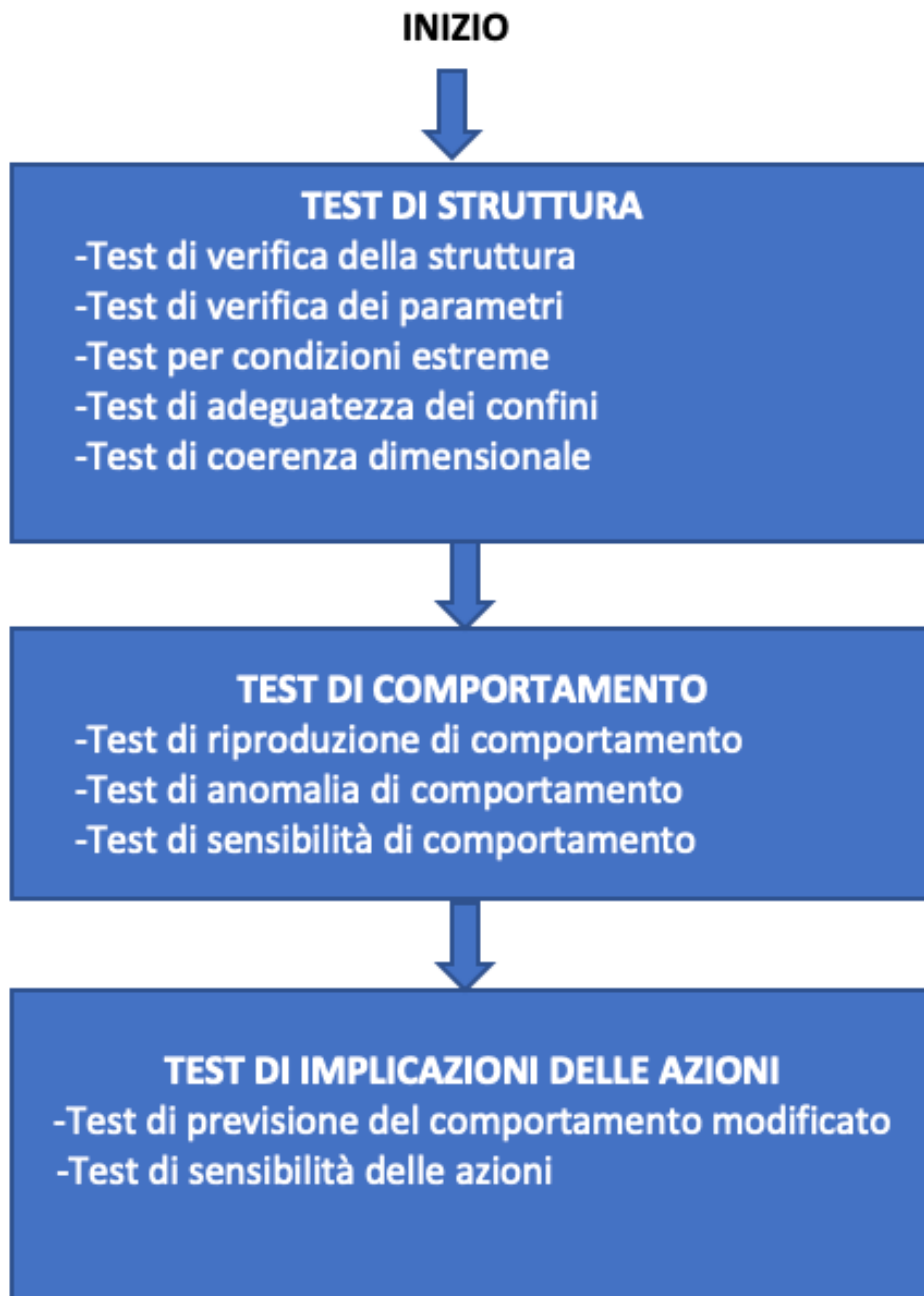 INIZIO
TEST DI STRUTTURA
-Test di verifica della struttura
-Test di verifica dei parametri
-Test per condizioni estreme
-Test di adeguatezza dei confini
-Test di coerenza dimensionale
TEST DI COMPORTAMENTO
-Test di riproduzione di comportamento
-Test di anomalia di comportamento
-Test di sensibilità di comportamento
TEST DI IMPLICAZIONI DELLE AZIONI
-Test di previsione del comportamento modificato
-Test di sensibilità delle azioni